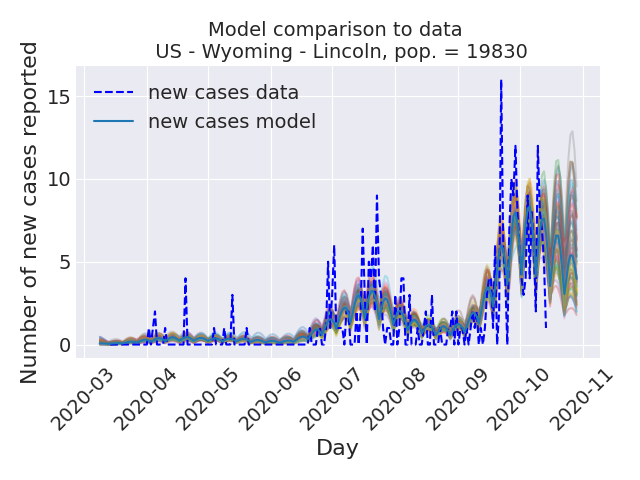 Model comparison to data
US - Wyoming - Lincoln, pop. = 19830
Number of new cases reported
15
10
5
0
new cases data
new cases model
2020-03
2020-04
2020-05
2020-06
2020-07
2020-08
2020-09
2020-10
2020-11
Day